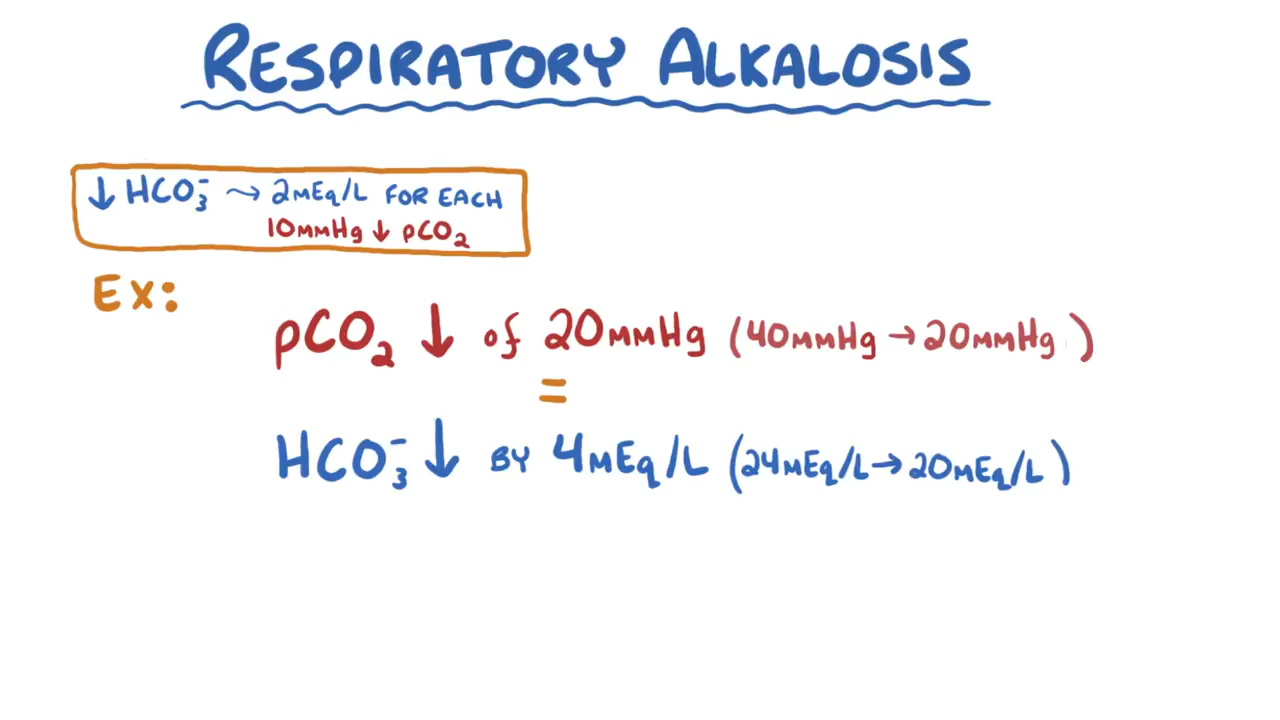 RESPIRATORY ALKALOSIS
↓ HCO₃⁻ → 2mEq/L FOR EACH
10mmHg ↓ pCO₂
EX:
pCO₂ ↓ of 20mmHg (40mmHg → 20mmHg)
=
HCO₃⁻ ↓ BY 4mEq/L (24mEq/L → 20mEq/L)